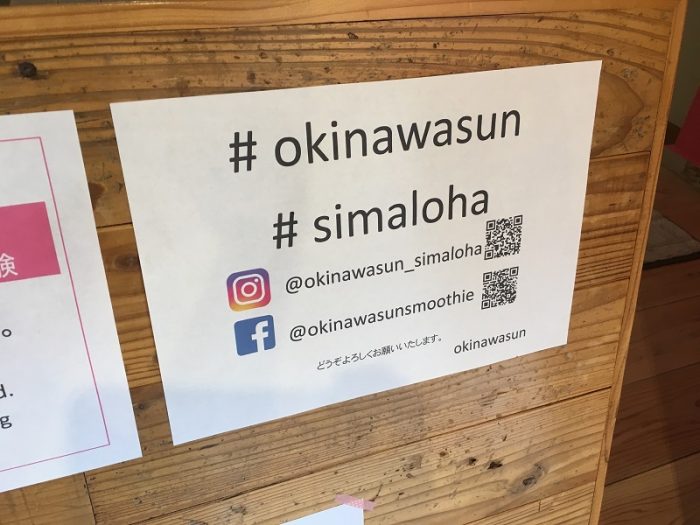 # okinawasun
# simaloha
@okinawasun_simaloha
@okinawasunsmoothie
どうぞよろしくお願いいたします。
okinawasun
険
。
d.
g